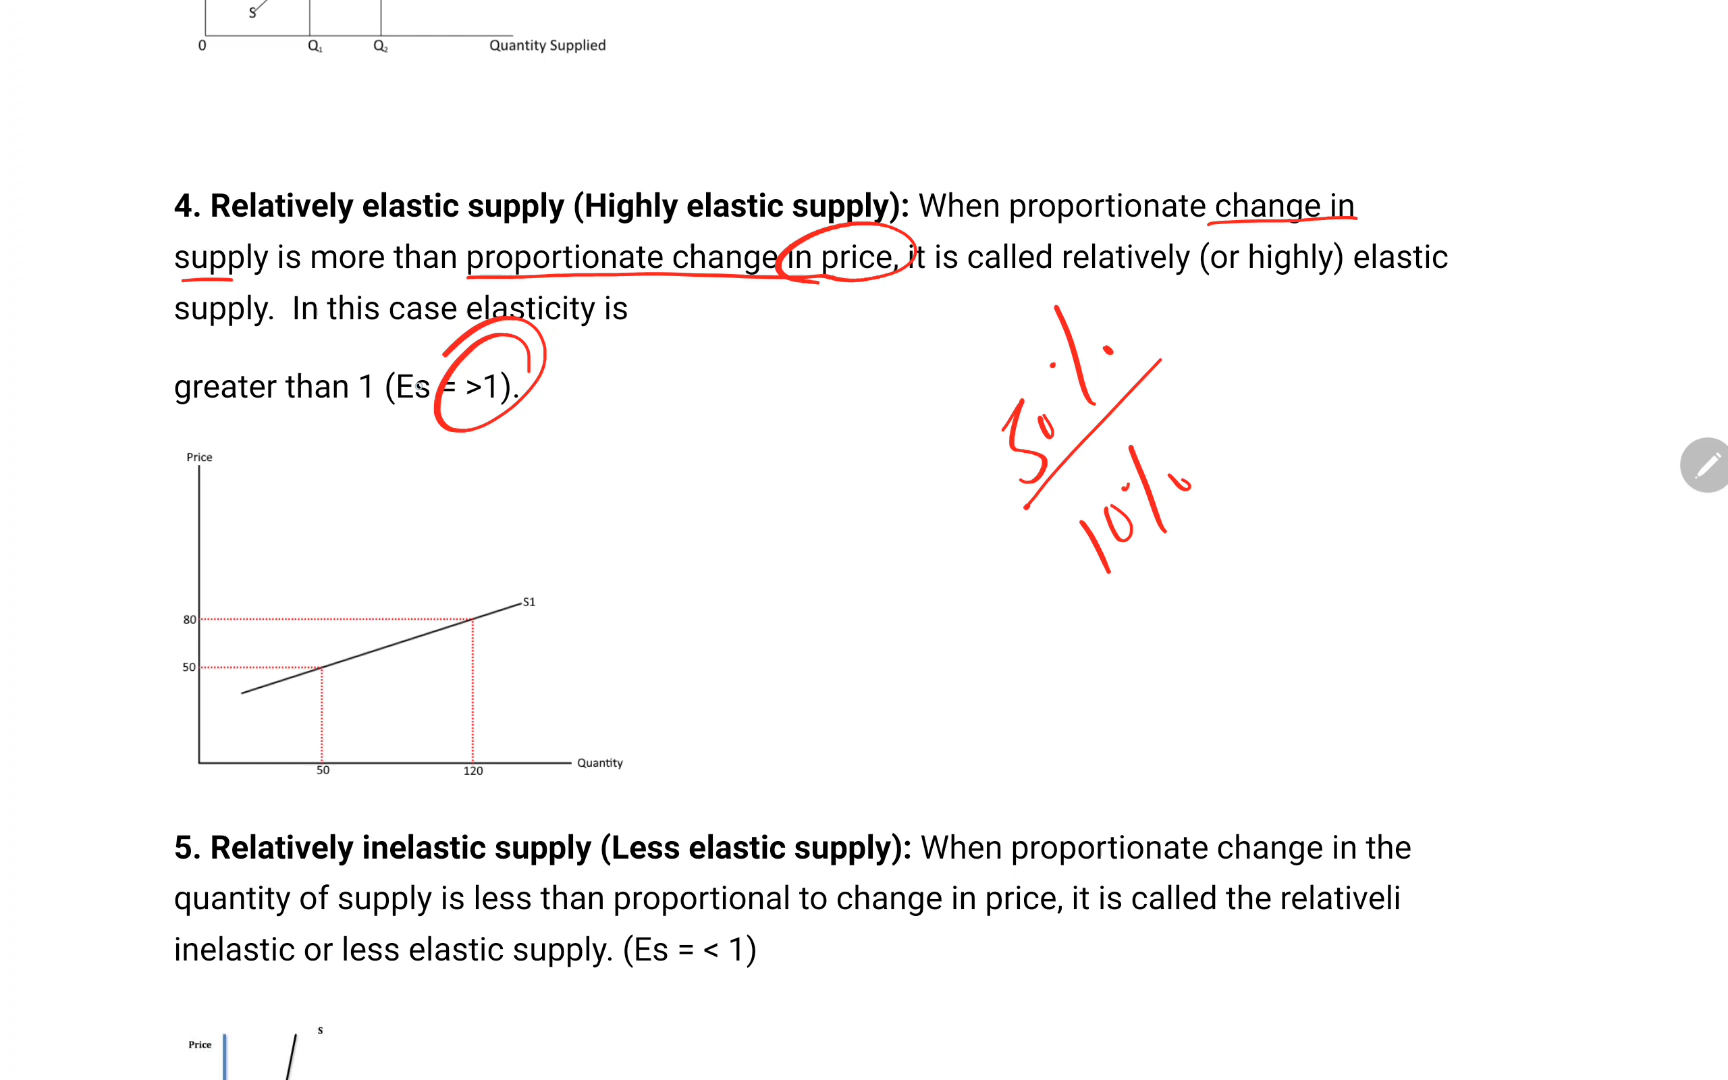 S
0 Q₁ Q₂ Quantity Supplied
4. Relatively elastic supply (Highly elastic supply): When proportionate change in
supply is more than proportionate change in price, it is called relatively (or highly) elastic
supply. In this case elasticity is
greater than 1 (Es = >1).
50%
10%
Price
S1
80
50
50 120 Quantity
5. Relatively inelastic supply (Less elastic supply): When proportionate change in the
quantity of supply is less than proportional to change in price, it is called the relativeli
inelastic or less elastic supply. (Es = < 1)
s
Price